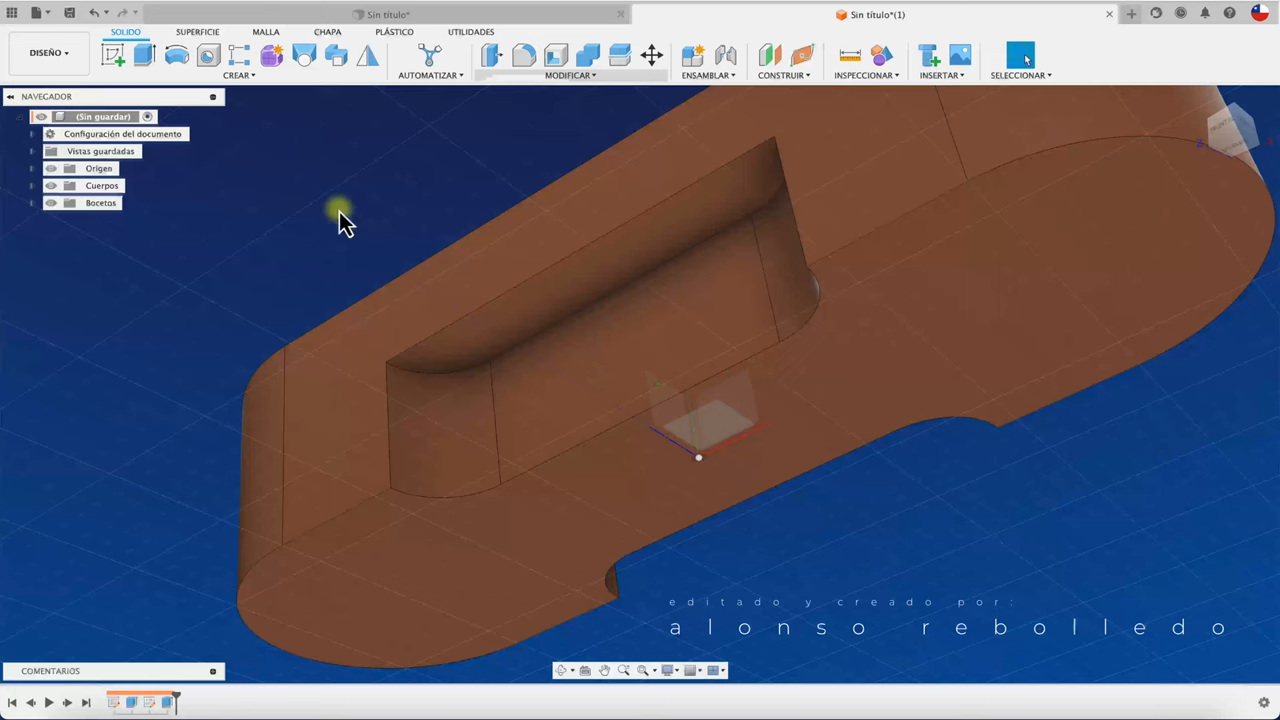 Sin título*
Sin título*(1)
DISEÑO
SÓLIDO
SUPERFICIE
MALLA
CHAPA
PLÁSTICO
UTILIDADES
CREAR
AUTOMATIZAR
MODIFICAR
ENSAMBLAR
CONSTRUIR
INSPECCIONAR
INSERTAR
SELECCIONAR
NAVEGADOR
(Sin guardar)
Configuración del documento
Vistas guardadas
Origen
Cuerpos
Bocetos
editado y creado por:
alonso rebolledo
COMENTARIOS